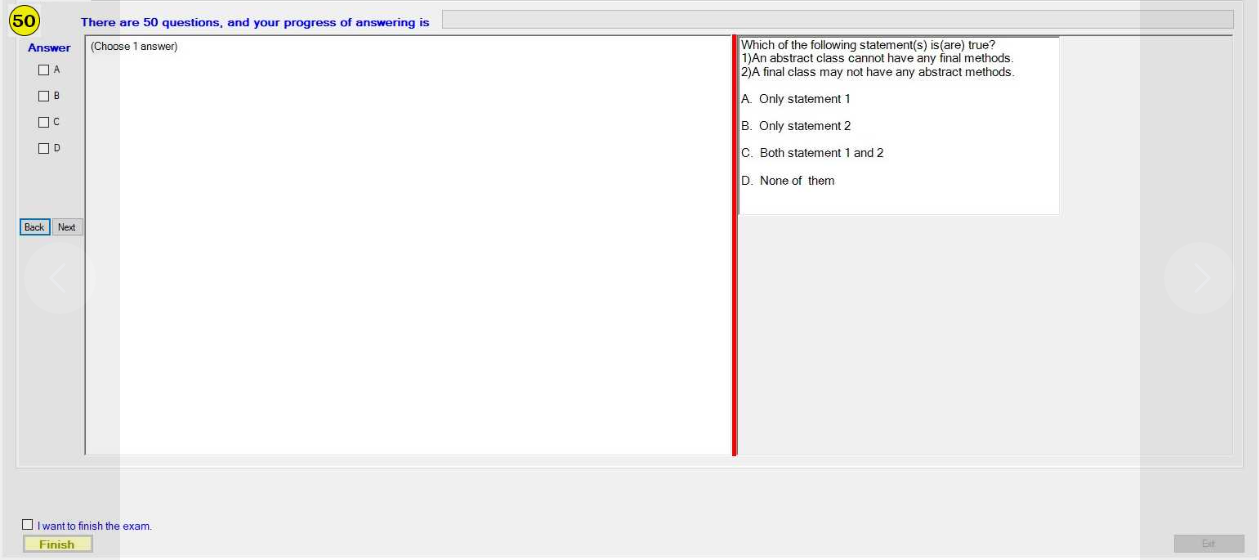 50
There are 50 questions, and your progress of answering is
Answer
(Choose 1 answer)
A
B
C
D
Back Next
Which of the following statement(s) is(are) true?
1)An abstract class cannot have any final methods.
2)A final class may not have any abstract methods.
A. Only statement 1
B. Only statement 2
C. Both statement 1 and 2
D. None of them
I want to finish the exam.
Finish
Exit